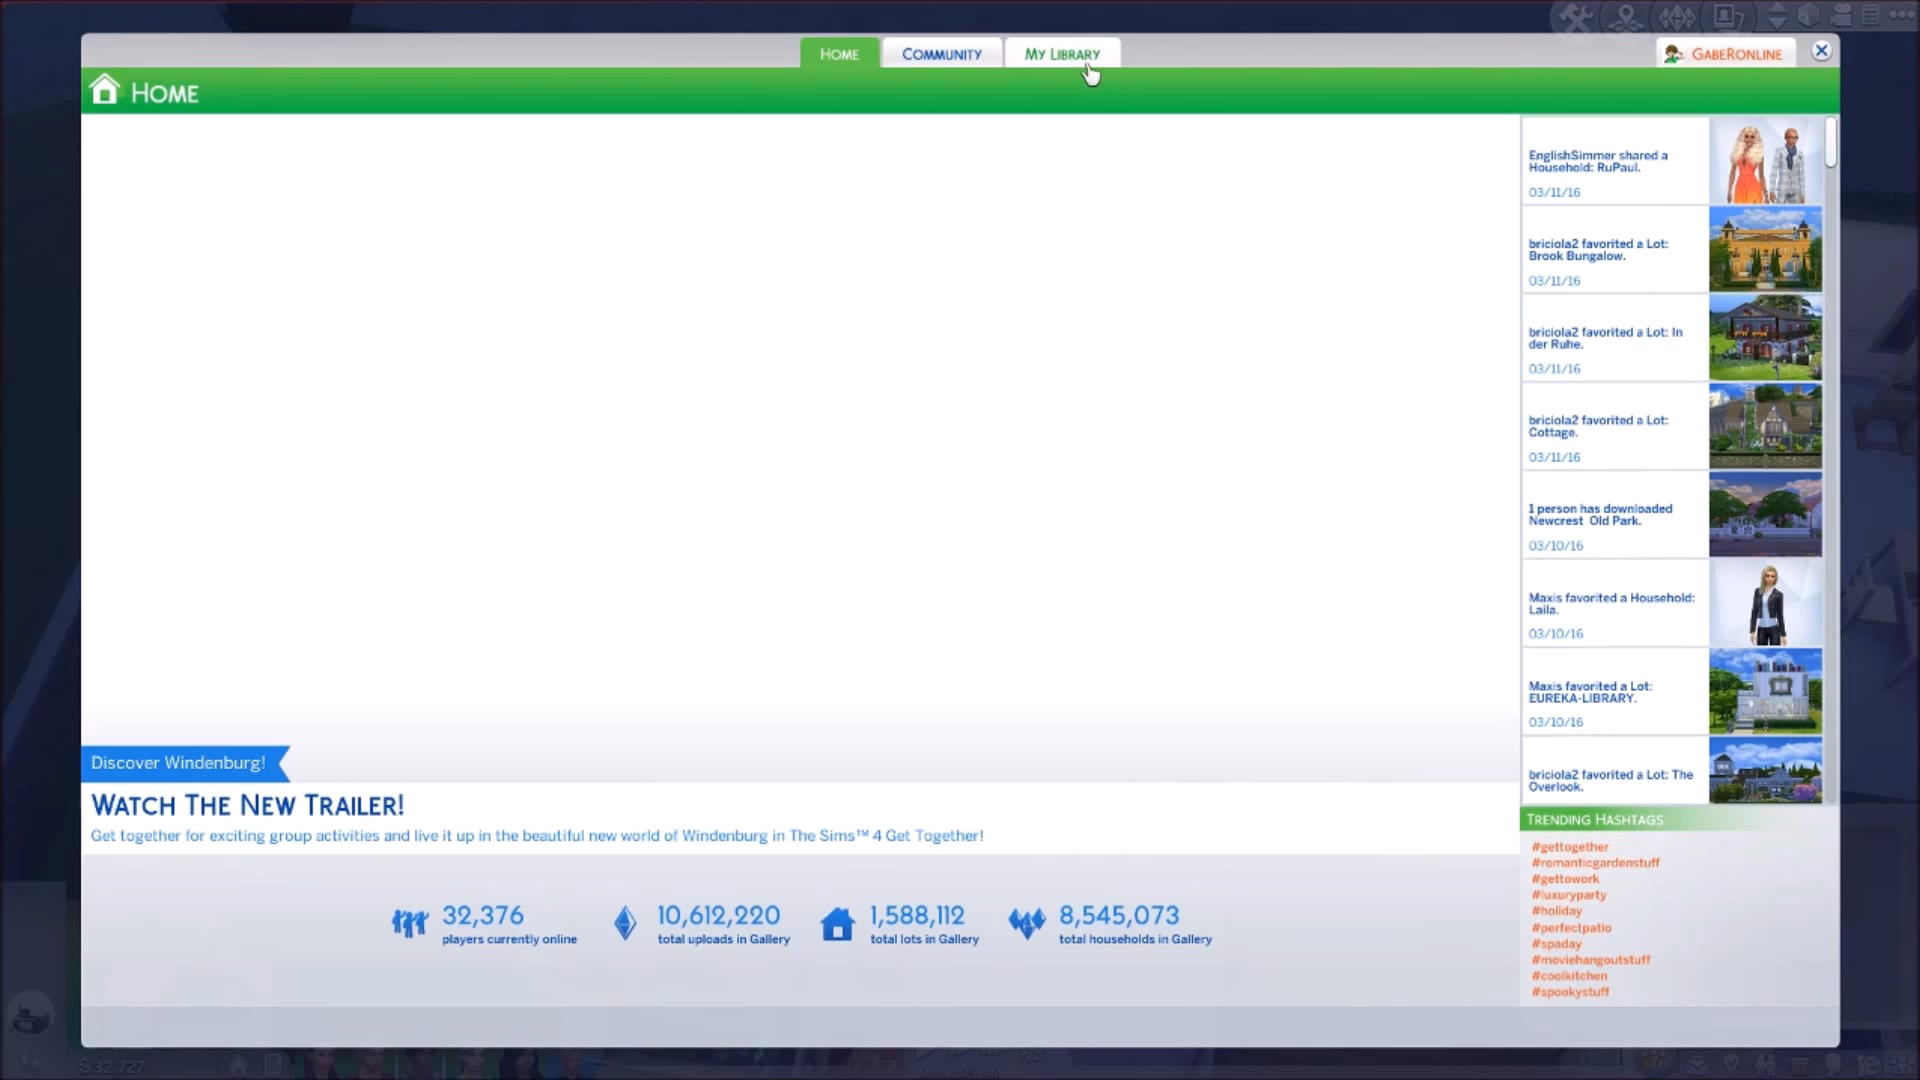 HOME
COMMUNITY
MY LIBRARY
GABERONLINE
HOME
EnglishSimmer shared a
Household: RuPaul.
03/11/16
briciola2 favorited a Lot:
Brook Bungalow.
03/11/16
briciola2 favorited a Lot: In
der Ruhe.
03/11/16
briciola2 favorited a Lot:
Cottage.
03/11/16
1 person has downloaded
Newcrest Old Park.
03/10/16
Maxis favorited a Household:
Laila.
03/10/16
Maxis favorited a Lot:
EUREKA-LIBRARY.
03/10/16
briciola2 favorited a Lot: The
Overlook.
Discover Windenburg!
WATCH THE NEW TRAILER!
Get together for exciting group activities and live it up in the beautiful new world of Windenburg in The Sims™ 4 Get Together!
32,376
players currently online
10,612,220
total uploads in Gallery
1,588,112
total lots in Gallery
8,545,073
total households in Gallery
TRENDING HASHTAGS
#gettogether
#romanticgardenstuff
#gettowork
#luxuryparty
#holiday
#perfectpatio
#spaday
#moviehangoutstuff
#coolkitchen
#spookystuff
S 32,727